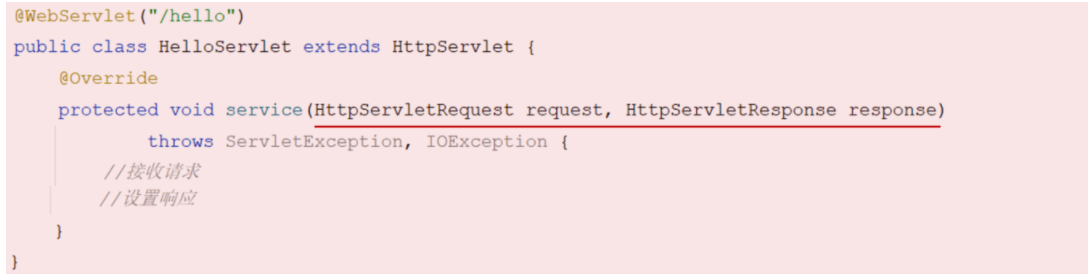 @WebServlet("/hello")
public class HelloServlet extends HttpServlet {
@Override
protected void service(HttpServletRequest request, HttpServletResponse response)
throws ServletException, IOException {
//接收请求
//设置响应
}
}